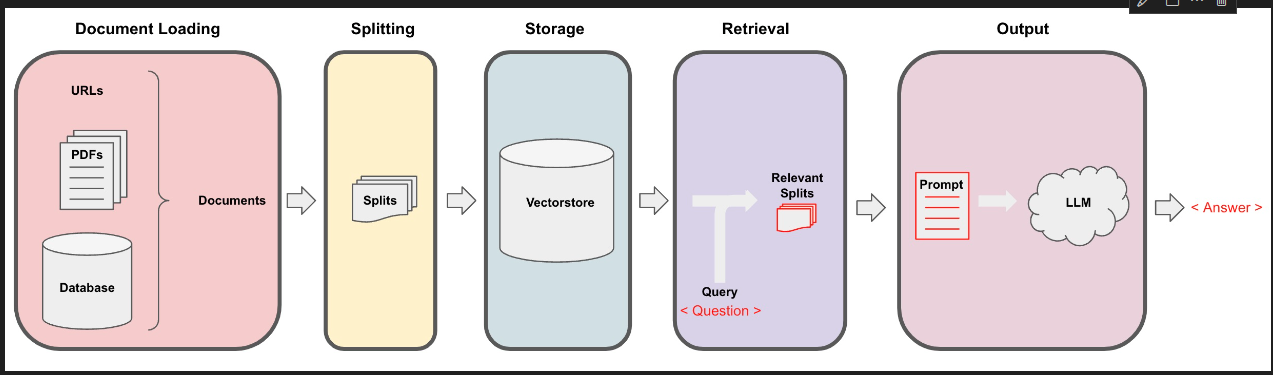 Document Loading
Splitting
Storage
Retrieval
Output
URLs
PDFs
Database
Documents
Splits
Vectorstore
Relevant
Splits
Query
< Question >
Prompt
LLM
< Answer >